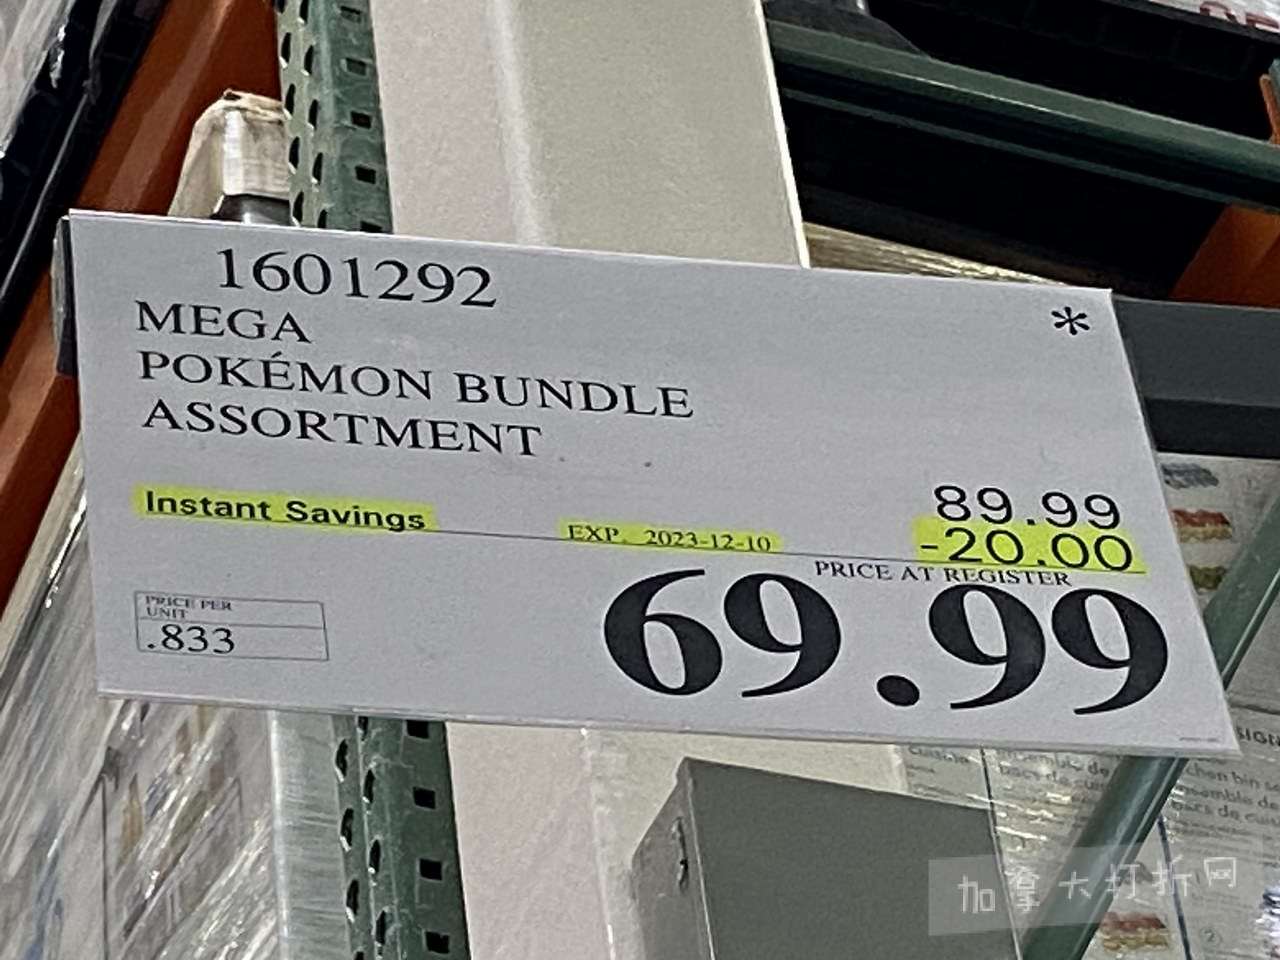 1601292
*
MEGA
POKÉMON BUNDLE
ASSORTMENT
89.99
Instant Savings EXP. 2023-12-10 -20.00
PRICE AT REGISTER
69.99
PRICE PER
UNIT
.833
加拿大打折网